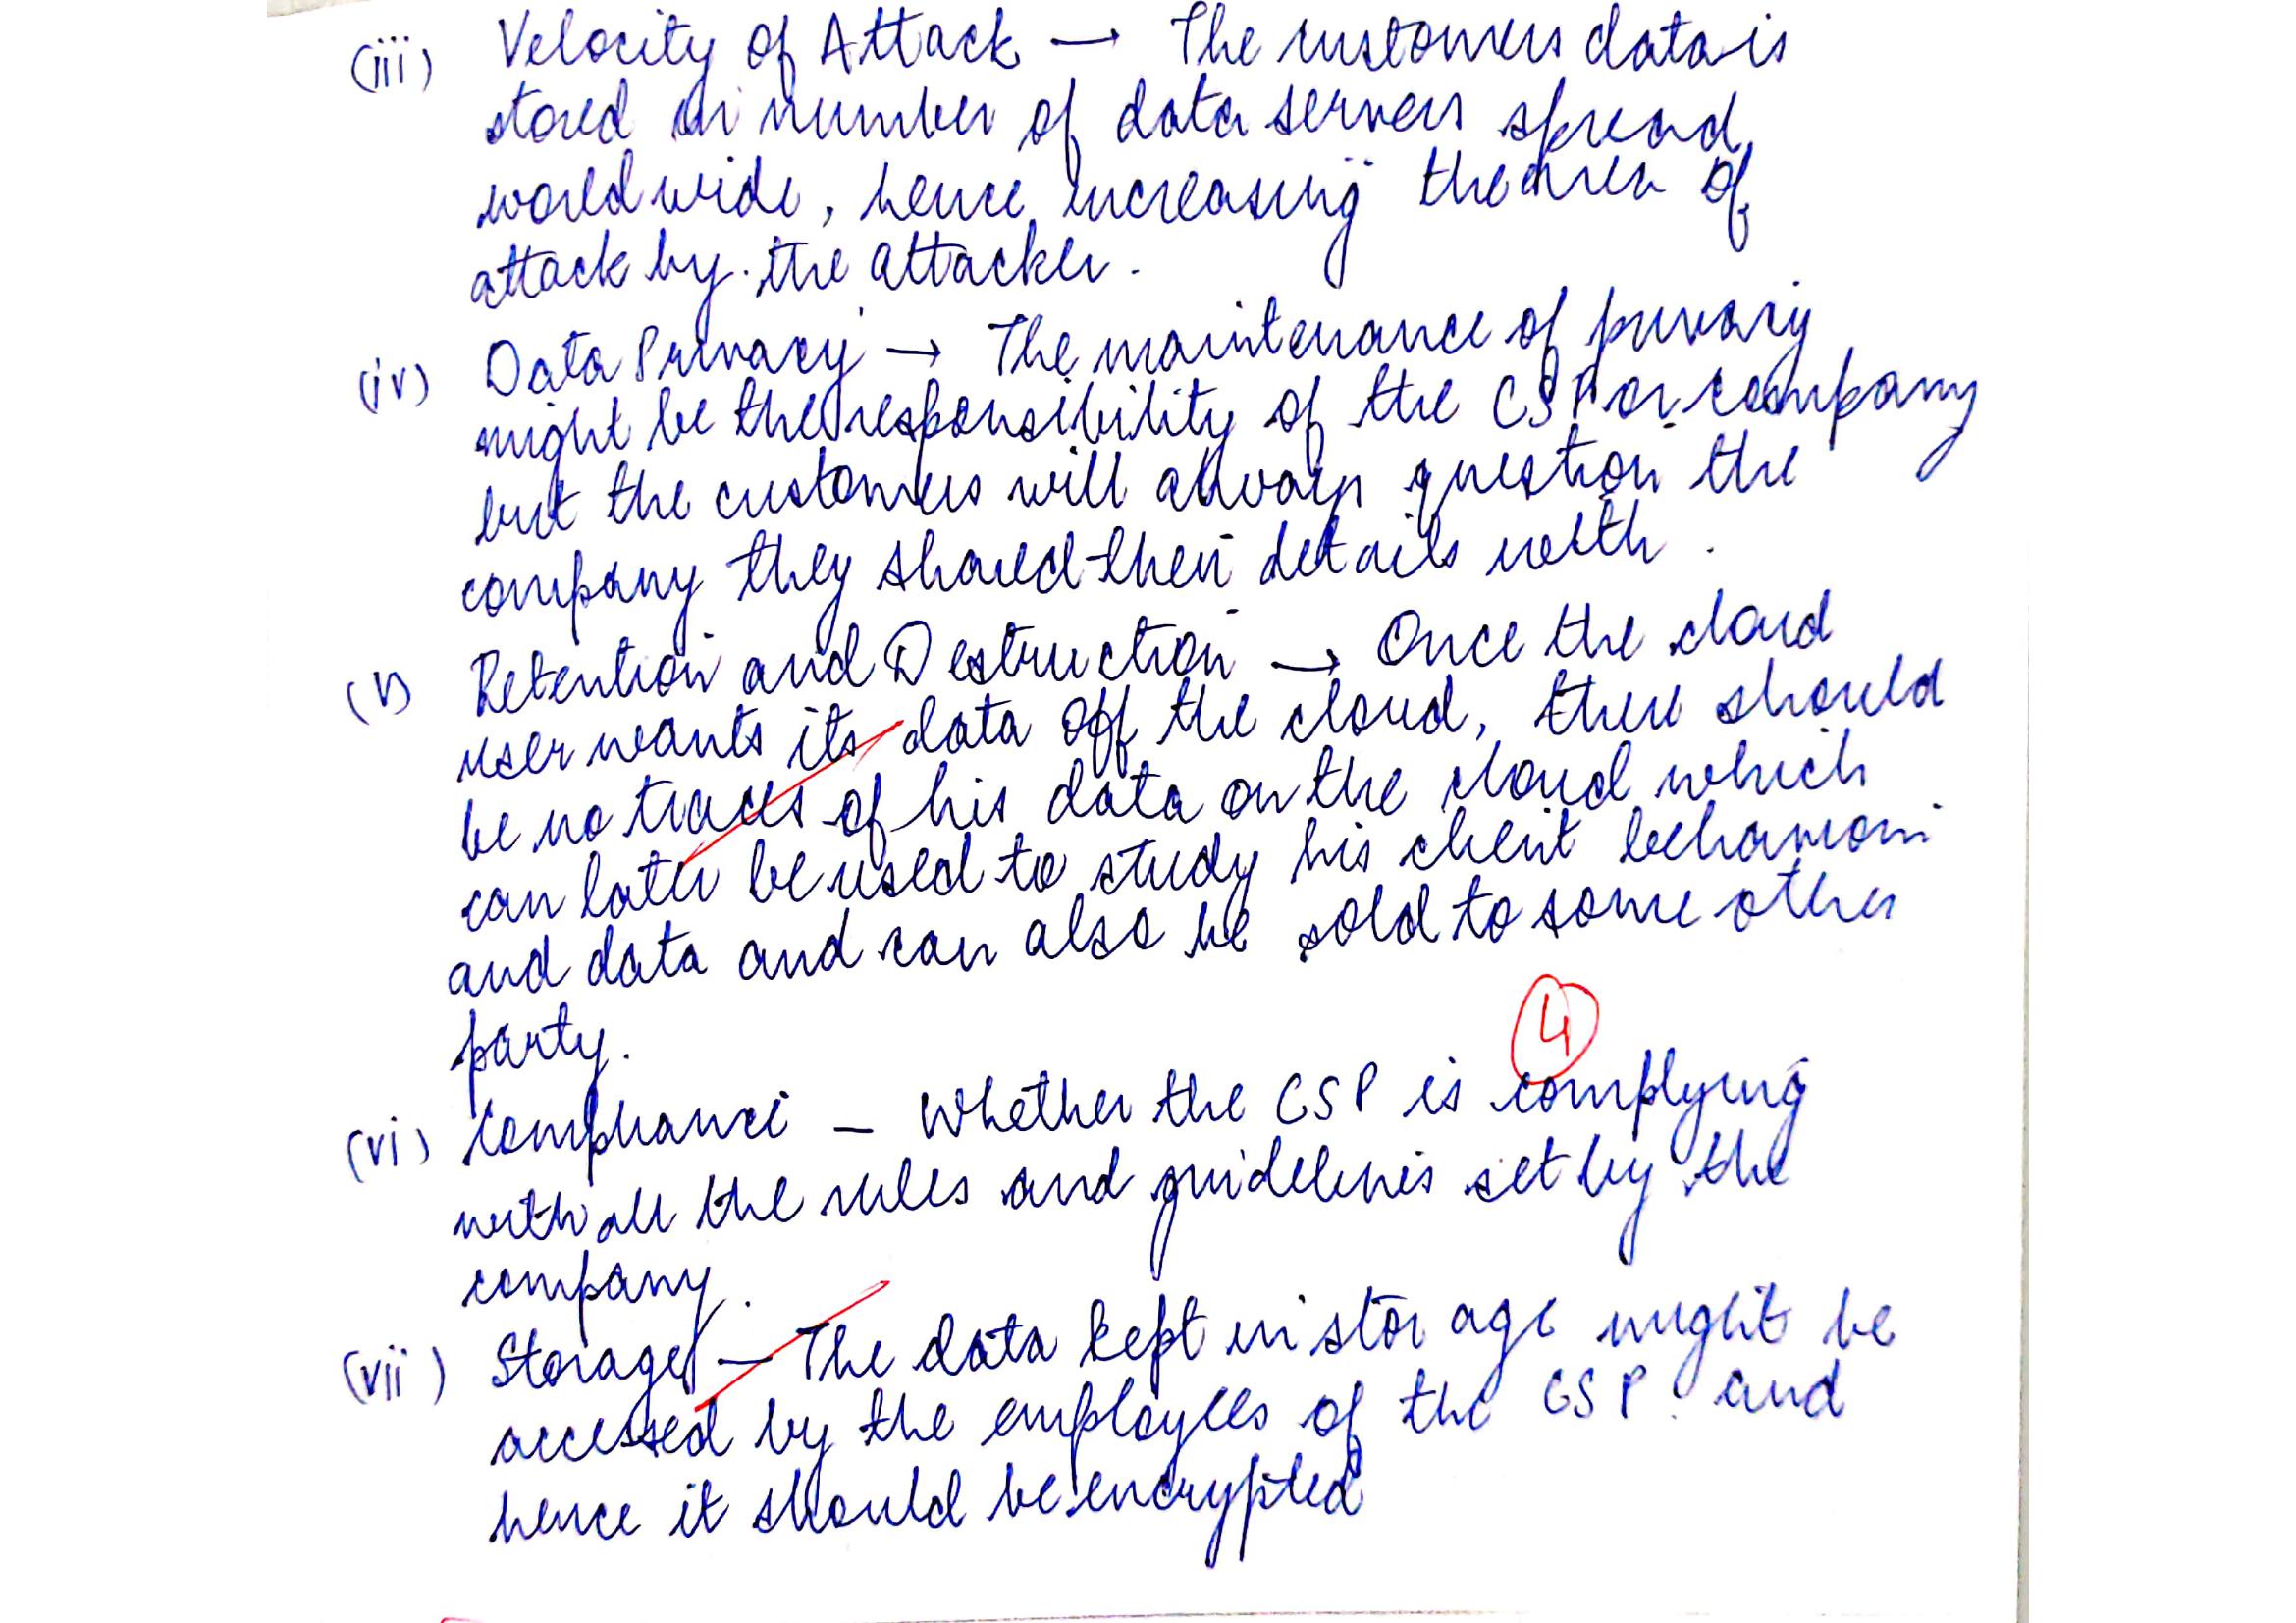 (iii) Velocity of Attack → The customers data is
stored on number of data servers spread
world wide, hence increasing the area of
attack by the attacker.
(iv) Data Privacy → The maintenance of privacy
might be the responsibility of the CSP or company
but the customers will always question the
company they shared their details with.
(v) Retention and Destruction → Once the cloud
user wants its data off the cloud, there should
be no traces of his data on the cloud which
can later be used to study his client behaviour
and data and can also be sold to some other
party.
4
(vi) Compliance - Whether the CSP is complying
with all the rules and guidelines set by the
company.
(vii) Storage - The data kept in storage might be
accessed by the employees of the CSP and
hence it should be encrypted